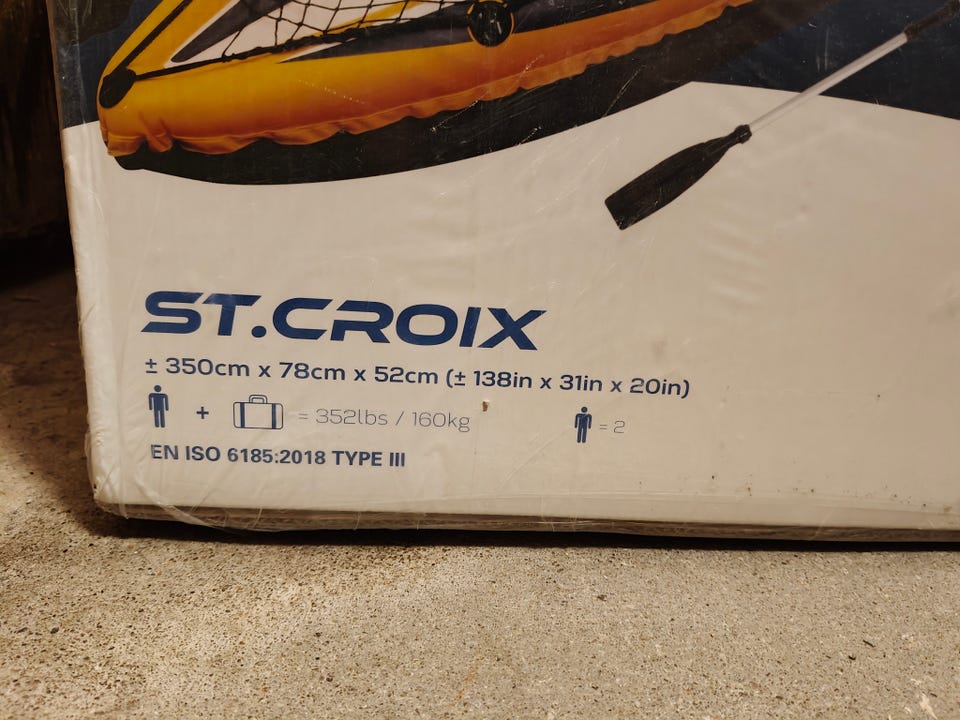 ST.CROIX
± 350cm x 78cm x 52cm (± 138in x 31in x 20in)
+ = 352lbs / 160kg = 2
EN ISO 6185:2018 TYPE III